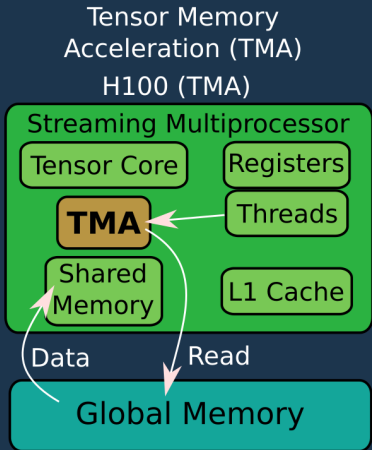 Tensor Memory
Acceleration (TMA)
H100 (TMA)
Streaming Multiprocessor
Tensor Core
Registers
TMA
Threads
Shared
Memory
L1 Cache
Data
Read
Global Memory